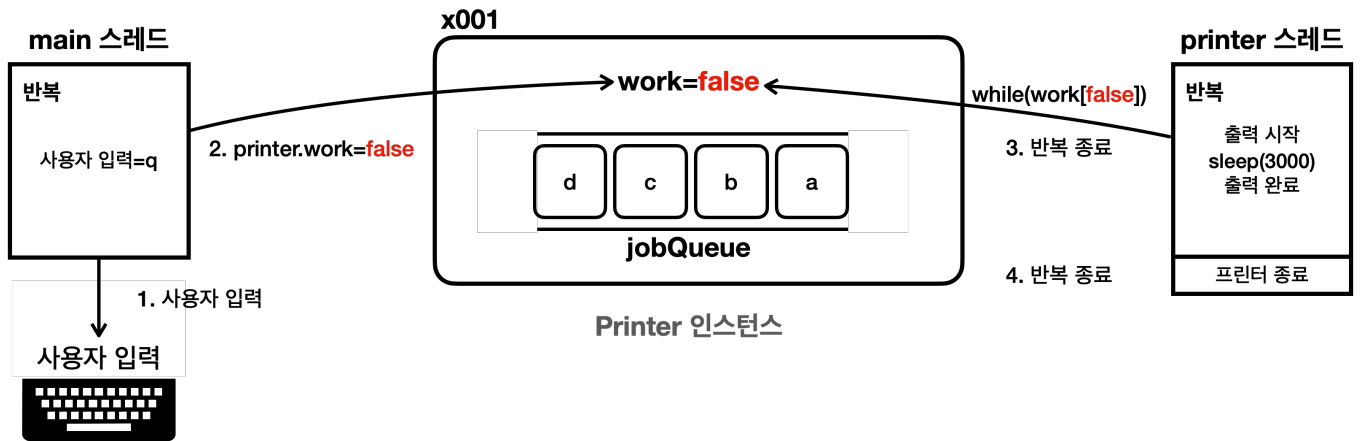 x001
main 스레드
printer 스레드
반복
사용자 입력=q
2. printer.work=false
work=false
while(work[false])
3. 반복 종료
반복
출력 시작
sleep(3000)
출력 완료
d c b a
jobQueue
4. 반복 종료
프린터 종료
1. 사용자 입력
Printer 인스턴스
사용자 입력